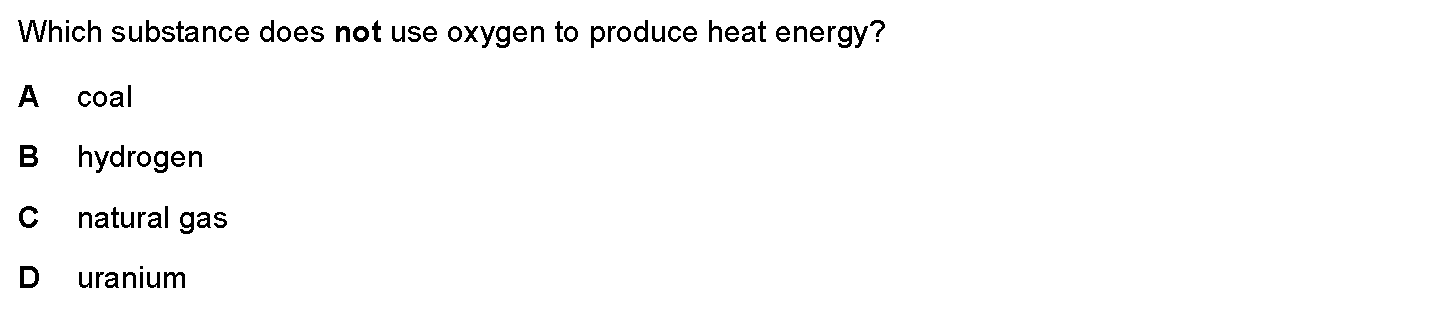 Which substance does not use oxygen to produce heat energy?
A coal
B hydrogen
C natural gas
D uranium